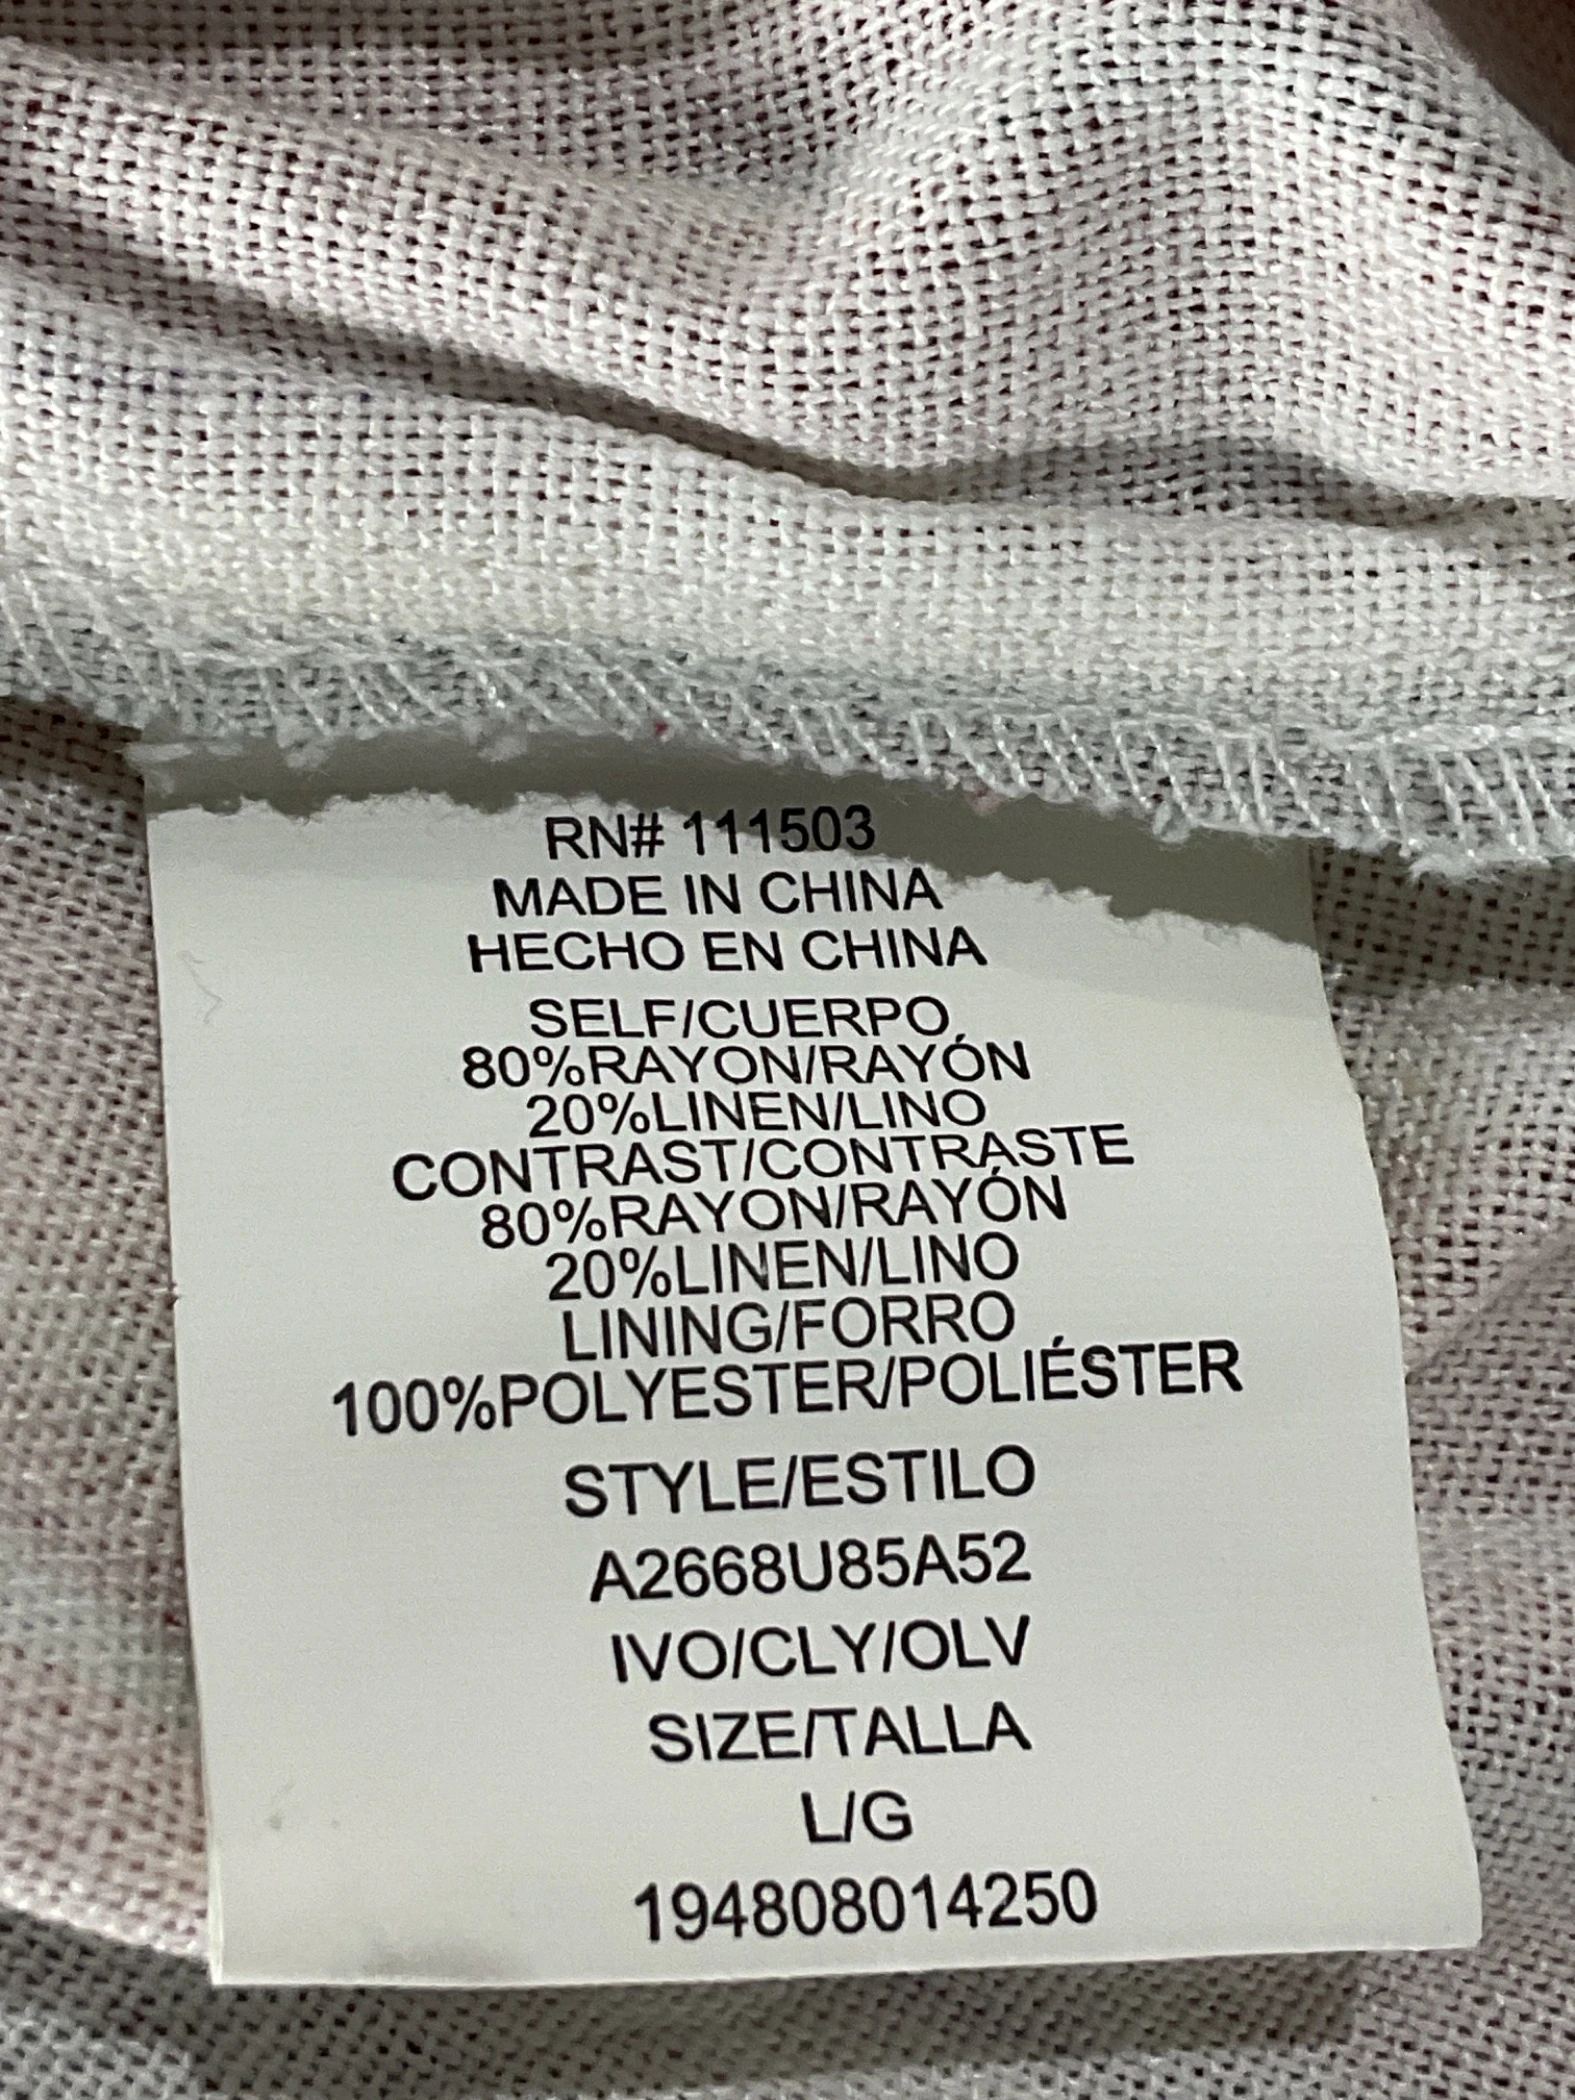 RN# 111503
MADE IN CHINA
HECHO EN CHINA
SELF/CUERPO
80%RAYON/RAYÓN
20%LINEN/LINO
CONTRAST/CONTRASTE
80%RAYON/RAYÓN
20%LINEN/LINO
LINING/FORRO
100%POLYESTER/POLIÉSTER
STYLE/ESTILO
A2668U85A52
IVO/CLY/OLV
SIZE/TALLA
L/G
194808014250